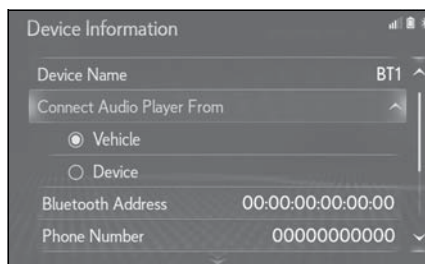 Device Information
Device Name BT1
Connect Audio Player From
Vehicle
Device
Bluetooth Address 00:00:00:00:00:00
Phone Number 00000000000